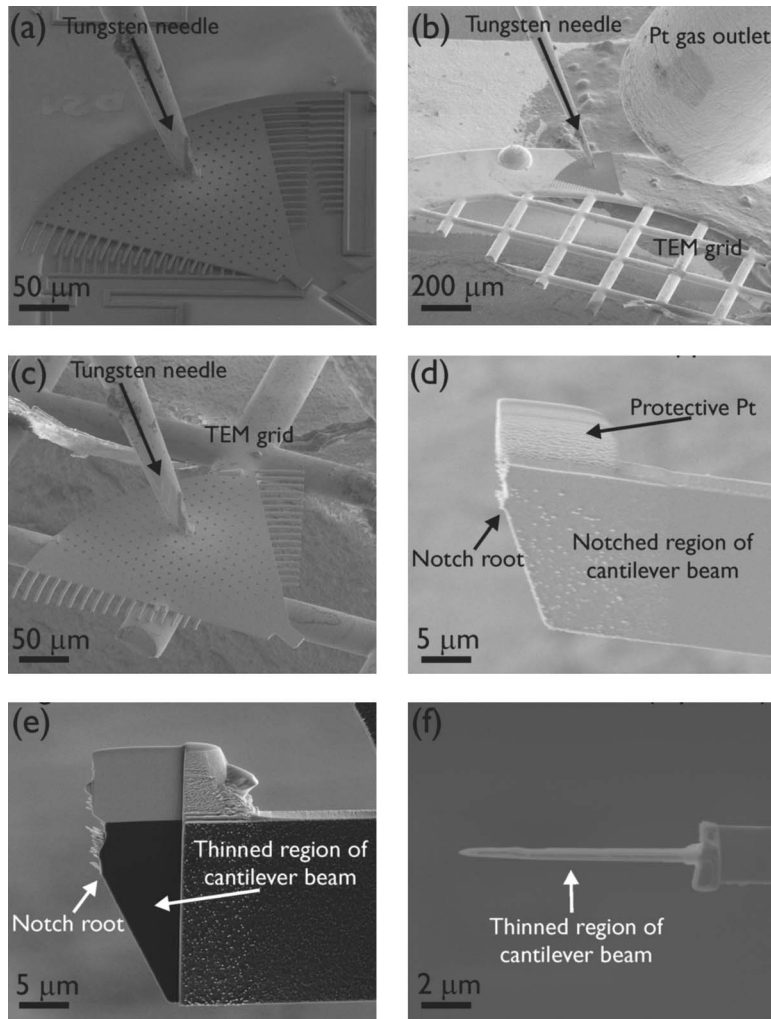 (a)
Tungsten needle
50 μm
(b)
Tungsten needle
Pt gas outlet
TEM grid
200 μm
(c)
Tungsten needle
TEM grid
50 μm
(d)
Protective Pt
Notch root
Notched region of
cantilever beam
5 μm
(e)
Thinned region of
cantilever beam
Notch root
5 μm
(f)
Thinned region of
cantilever beam
2 μm